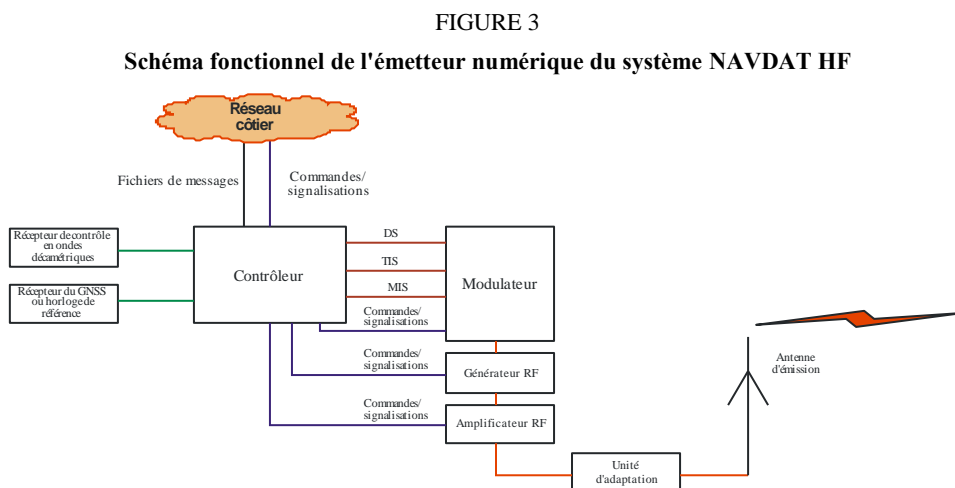 FIGURE 3
Schéma fonctionnel de l'émetteur numérique du système NAVDAT HF
Réseau
côtier
Fichiers de messages
Commandes/
signalisations
Récepteur de contrôle
en ondes
décamétriques
Récepteur du GNSS
ou horloge de
référence
Contrôleur
DS
TIS
MIS
Commandes/
signalisations
Modulateur
Commandes/
signalisations
Générateur RF
Commandes/
signalisations
Amplificateur RF
Antenne
d'émission
Unité
d'adaptation